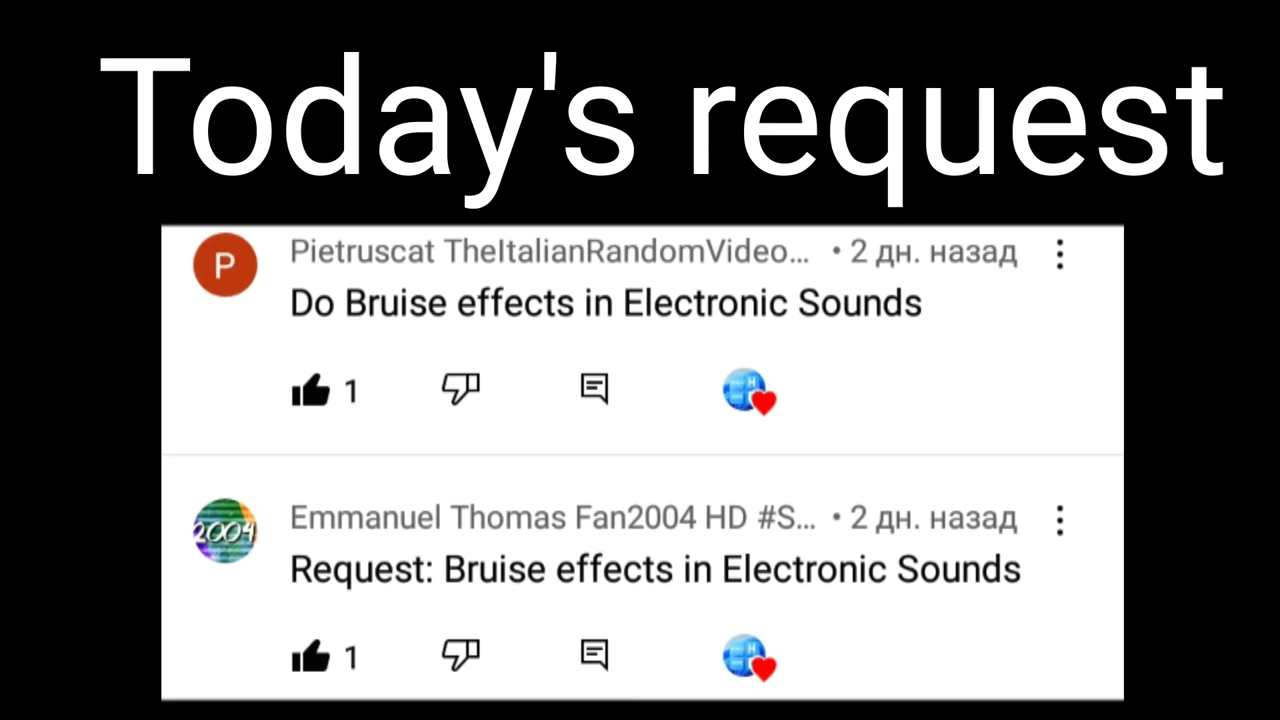 Today's request
P
Pietruscat TheItalianRandomVideo... • 2 дн. назад
Do Bruise effects in Electronic Sounds
1
2004
Emmanuel Thomas Fan2004 HD #S... • 2 дн. назад
Request: Bruise effects in Electronic Sounds
1